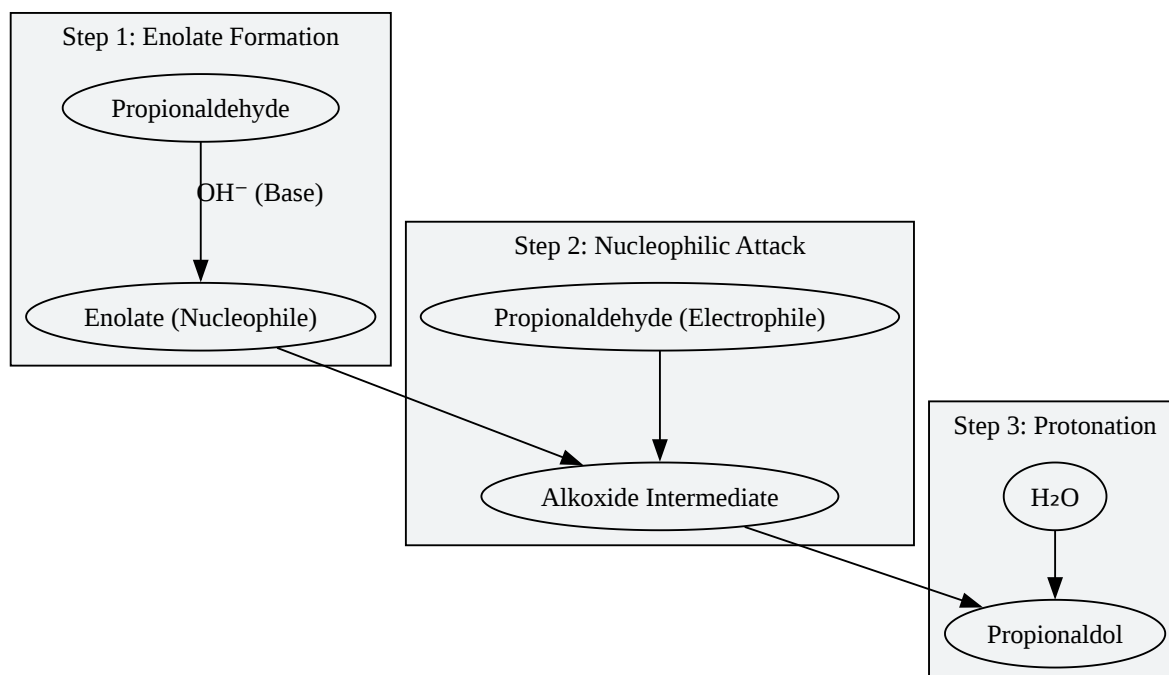 Step 1: Enolate Formation
Propionaldehyde
OH⁻ (Base)
Enolate (Nucleophile)
Step 2: Nucleophilic Attack
Propionaldehyde (Electrophile)
Alkoxide Intermediate
Step 3: Protonation
H₂O
Propionaldol